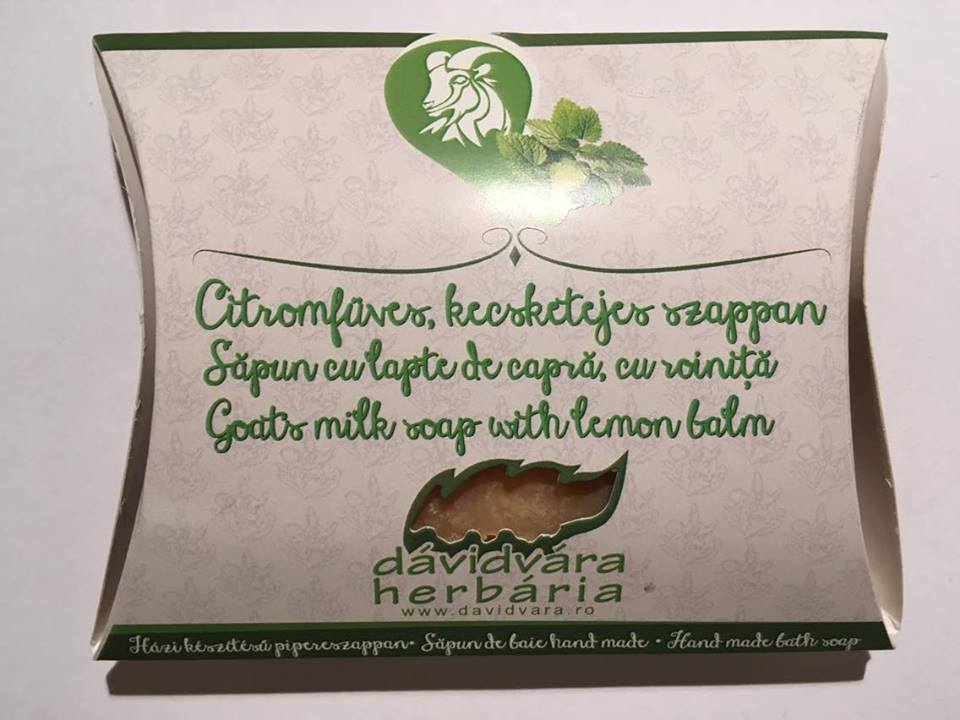 Citromfüves, kecsketejes szappan
Săpun cu lapte de capră, cu roiniță
Goat's milk soap with lemon balm
dávidvára
herbária
www.davidvara.ro
Házi készítésű pipereszappan • Săpun de baie hand made • Hand made bath soap